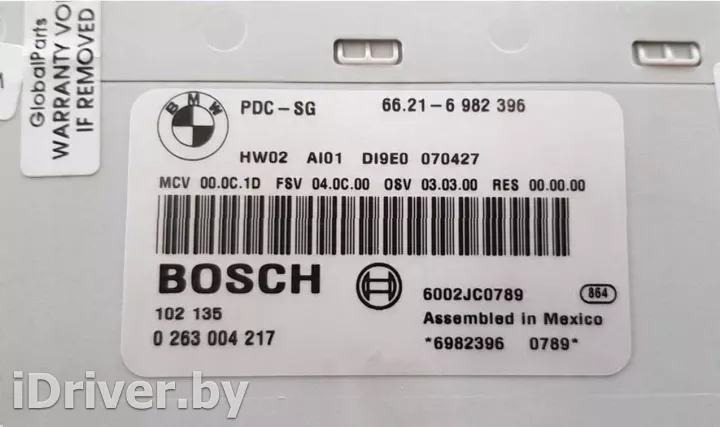 GlobalParts
WARRANTY VO
IF REMOVED
BMW
PDC-SG 66.21-6 982 396
HW02 AI01 DI9E0 070427
MCV 00.0C.1D FSV 04.0C.00 OSV 03.03.00 RES 00.00.00
BOSCH
102 135
0 263 004 217
6002JC0789 864
Assembled in Mexico
*6982396 0789*
iDriver.by